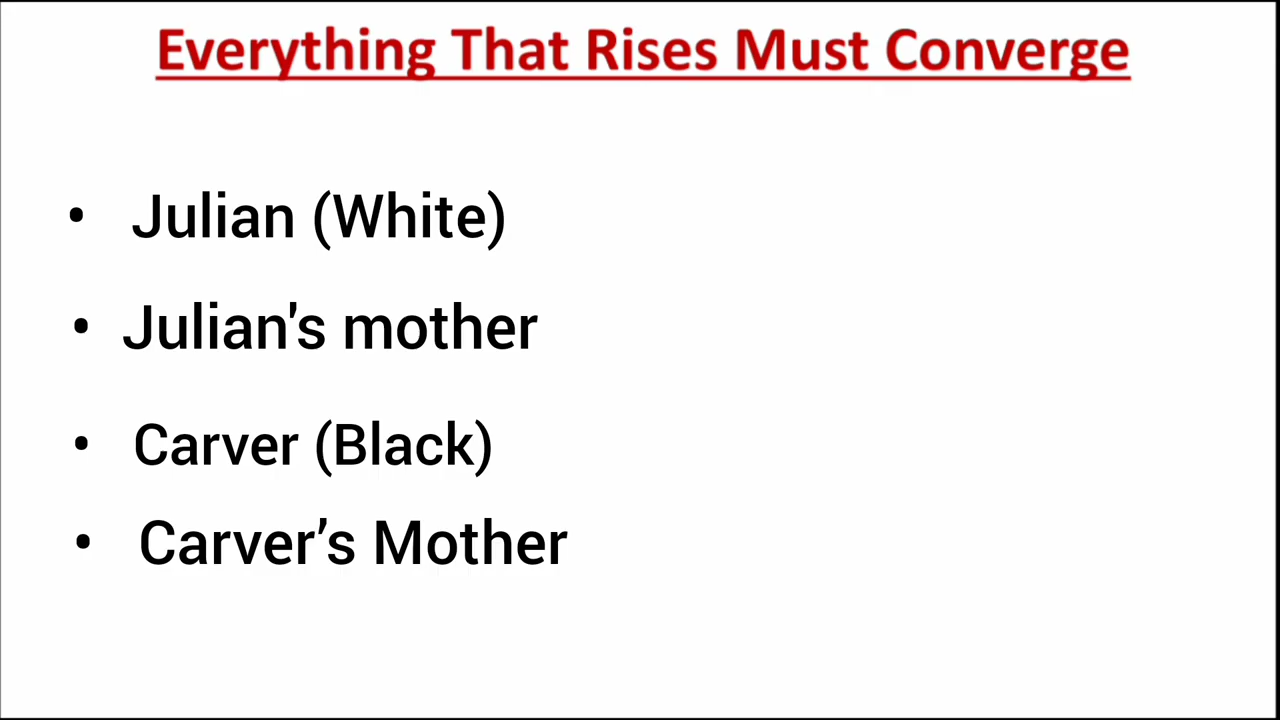 Everything That Rises Must Converge
• Julian (White)
• Julian's mother
• Carver (Black)
• Carver’s Mother